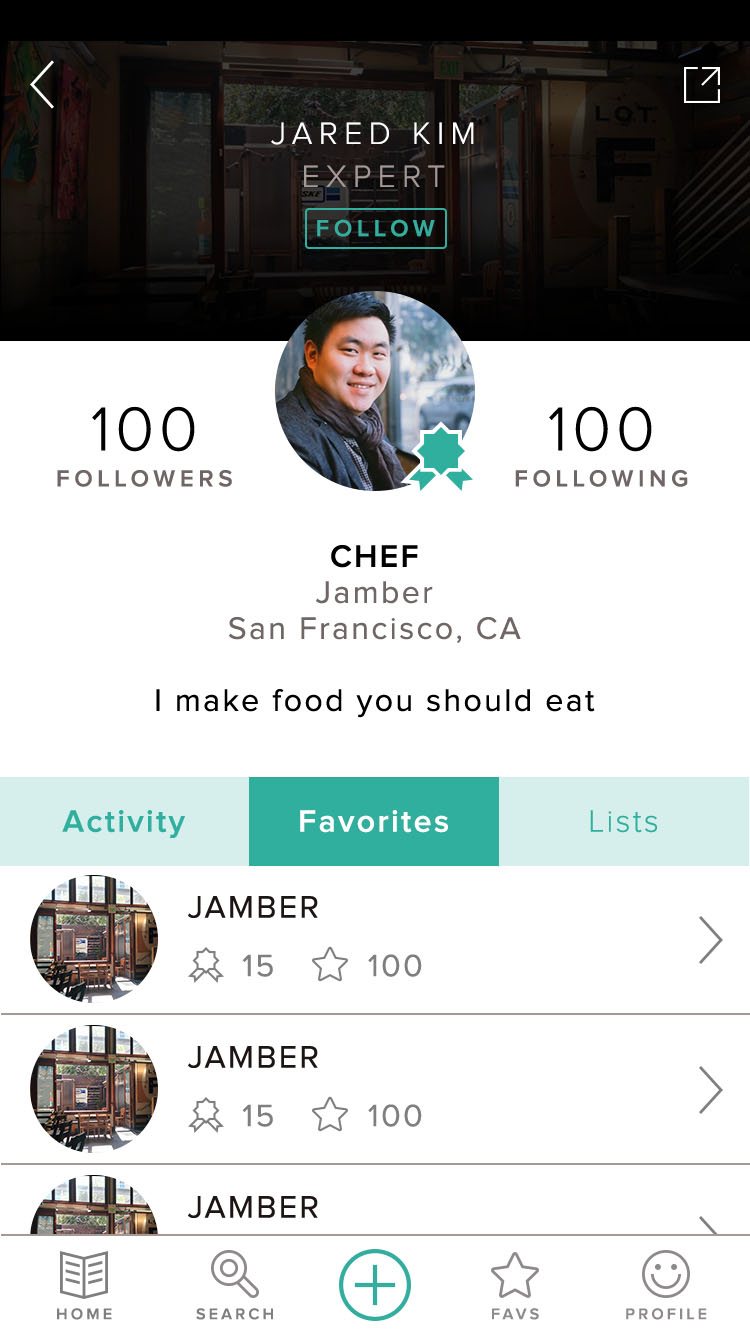 JARED KIM
EXPERT
FOLLOW
LOT
F
100
FOLLOWERS
100
FOLLOWING
CHEF
Jamber
San Francisco, CA
I make food you should eat
Activity
Favorites
Lists
JAMBER
15
100
JAMBER
15
100
JAMBER
HOME
SEARCH
FAVS
PROFILE